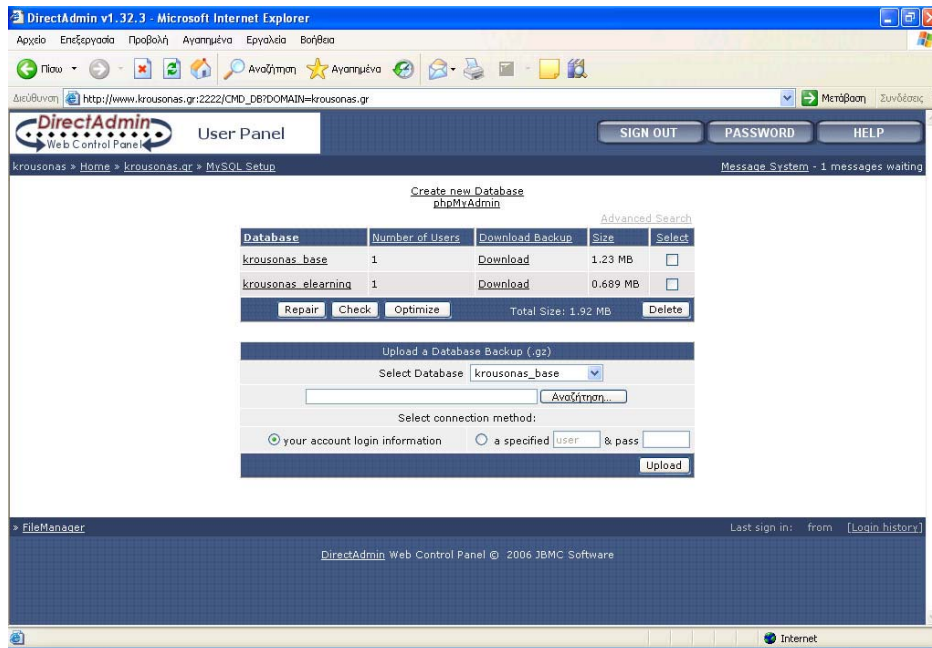 DirectAdmin v1.32.3 - Microsoft Internet Explorer
Αρχείο Επεξεργασία Προβολή Αγαπημένα Εργαλεία Βοήθεια
Πίσω Αναζήτηση Αγαπημένα
Διεύθυνση http://www.krousonas.gr:2222/CMD_DB?DOMAIN=krousonas.gr Μετάβαση Συνδέσεις
DirectAdmin
Web Control Panel
User Panel
SIGN OUT PASSWORD HELP
krousonas » Home » krousonas.gr » MySQL Setup Message System - 1 messages waiting
Create new Database
phpMyAdmin
Advanced Search
Database Number of Users Download Backup Size Select
krousonas_base 1 Download 1.23 MB
krousonas_elearning 1 Download 0.689 MB
Repair Check Optimize Total Size: 1.92 MB Delete
Upload a Database Backup (.gz)
Select Database krousonas_base
Αναζήτηση...
Select connection method:
your account login information a specified user & pass
Upload
» FileManager Last sign in: from [Login history]
DirectAdmin Web Control Panel © 2006 JBMC Software
Internet